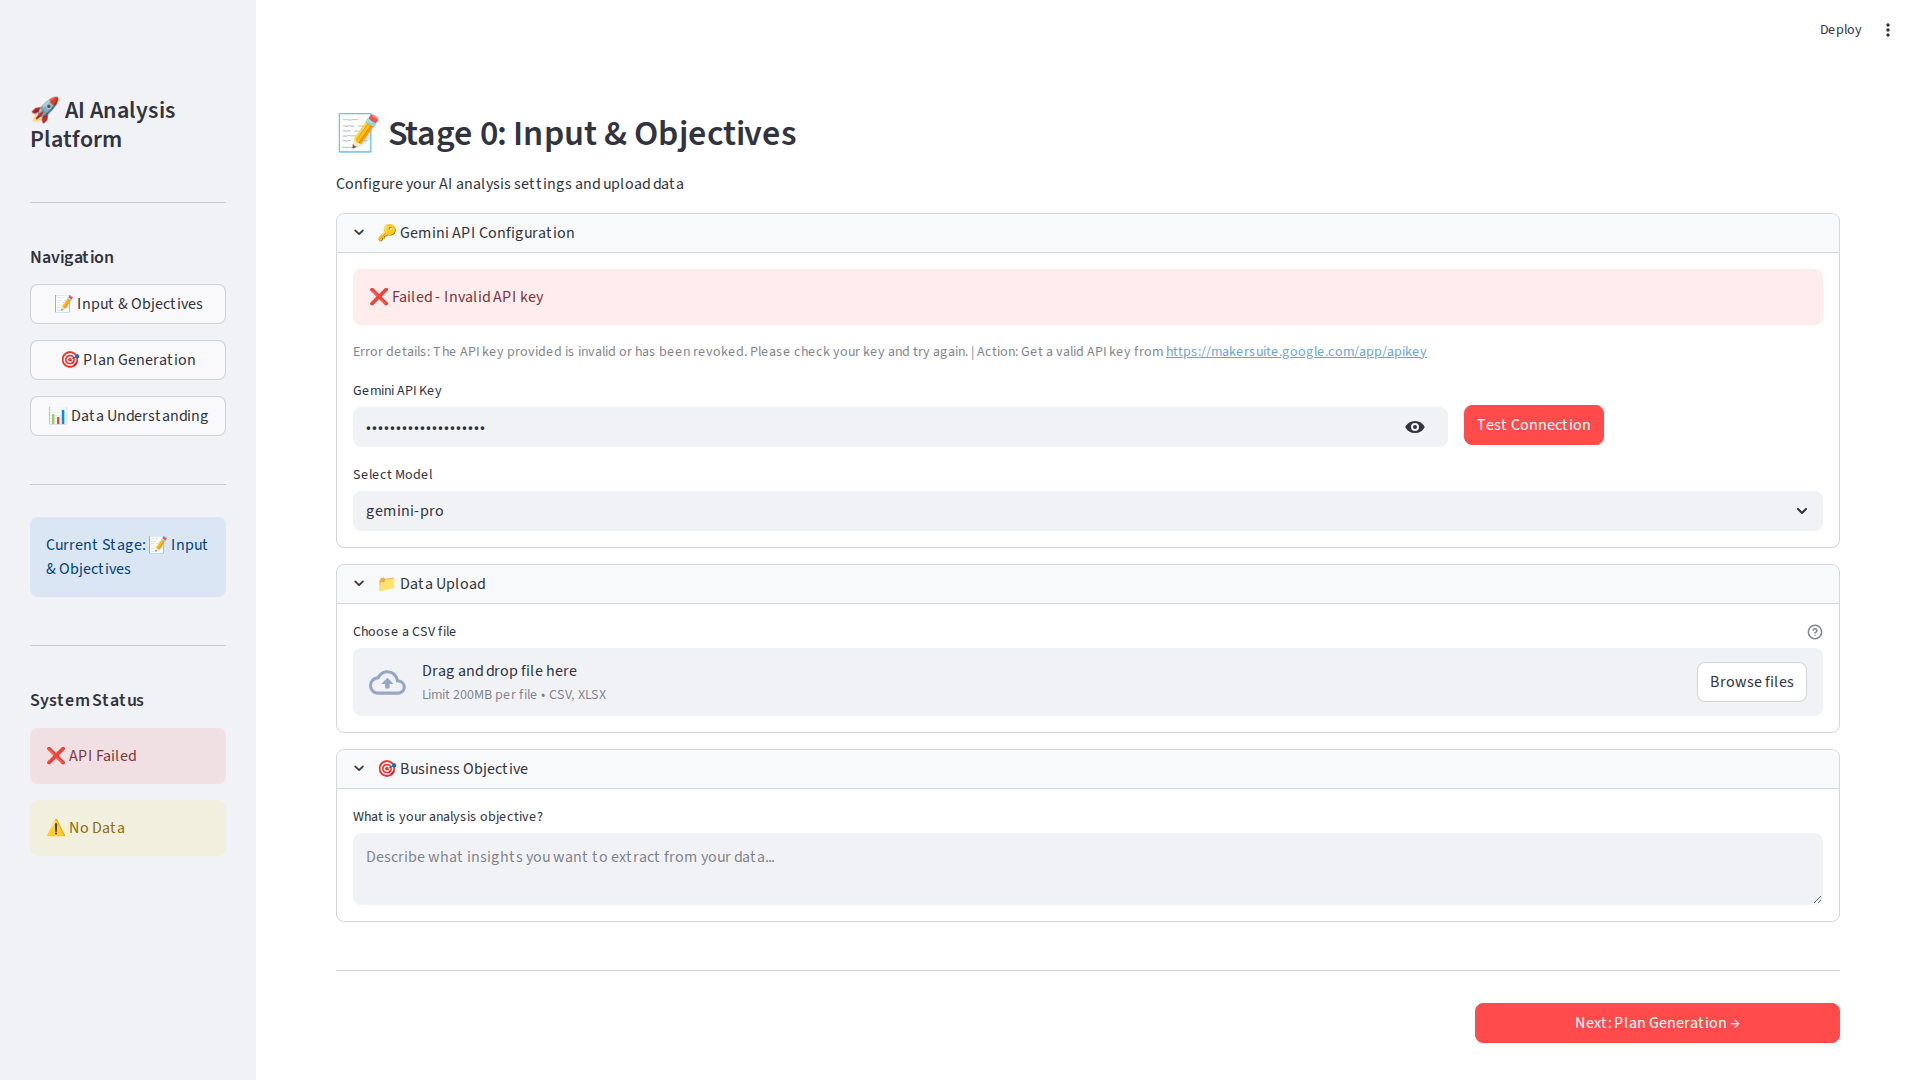 🚀 AI Analysis
Platform
Navigation
📝 Input & Objectives
🎯 Plan Generation
📊 Data Understanding
Current Stage: 📝 Input
& Objectives
System Status
❌ API Failed
⚠️ No Data
Deploy
📝 Stage 0: Input & Objectives
Configure your AI analysis settings and upload data
🔑 Gemini API Configuration
❌ Failed - Invalid API key
Error details: The API key provided is invalid or has been revoked. Please check your key and try again. | Action: Get a valid API key from https://makersuite.google.com/app/apikey
Gemini API Key
••••••••••••••••••••
Test Connection
Select Model
gemini-pro
📁 Data Upload
Choose a CSV file
Drag and drop file here
Limit 200MB per file • CSV, XLSX
Browse files
🎯 Business Objective
What is your analysis objective?
Describe what insights you want to extract from your data...
Next: Plan Generation →